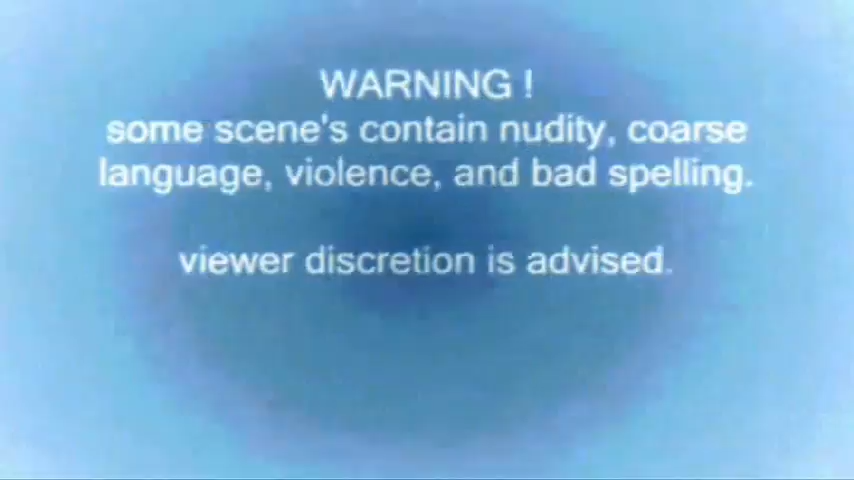 WARNING !
some scene's contain nudity, coarse
language, violence, and bad spelling.
viewer discretion is advised.